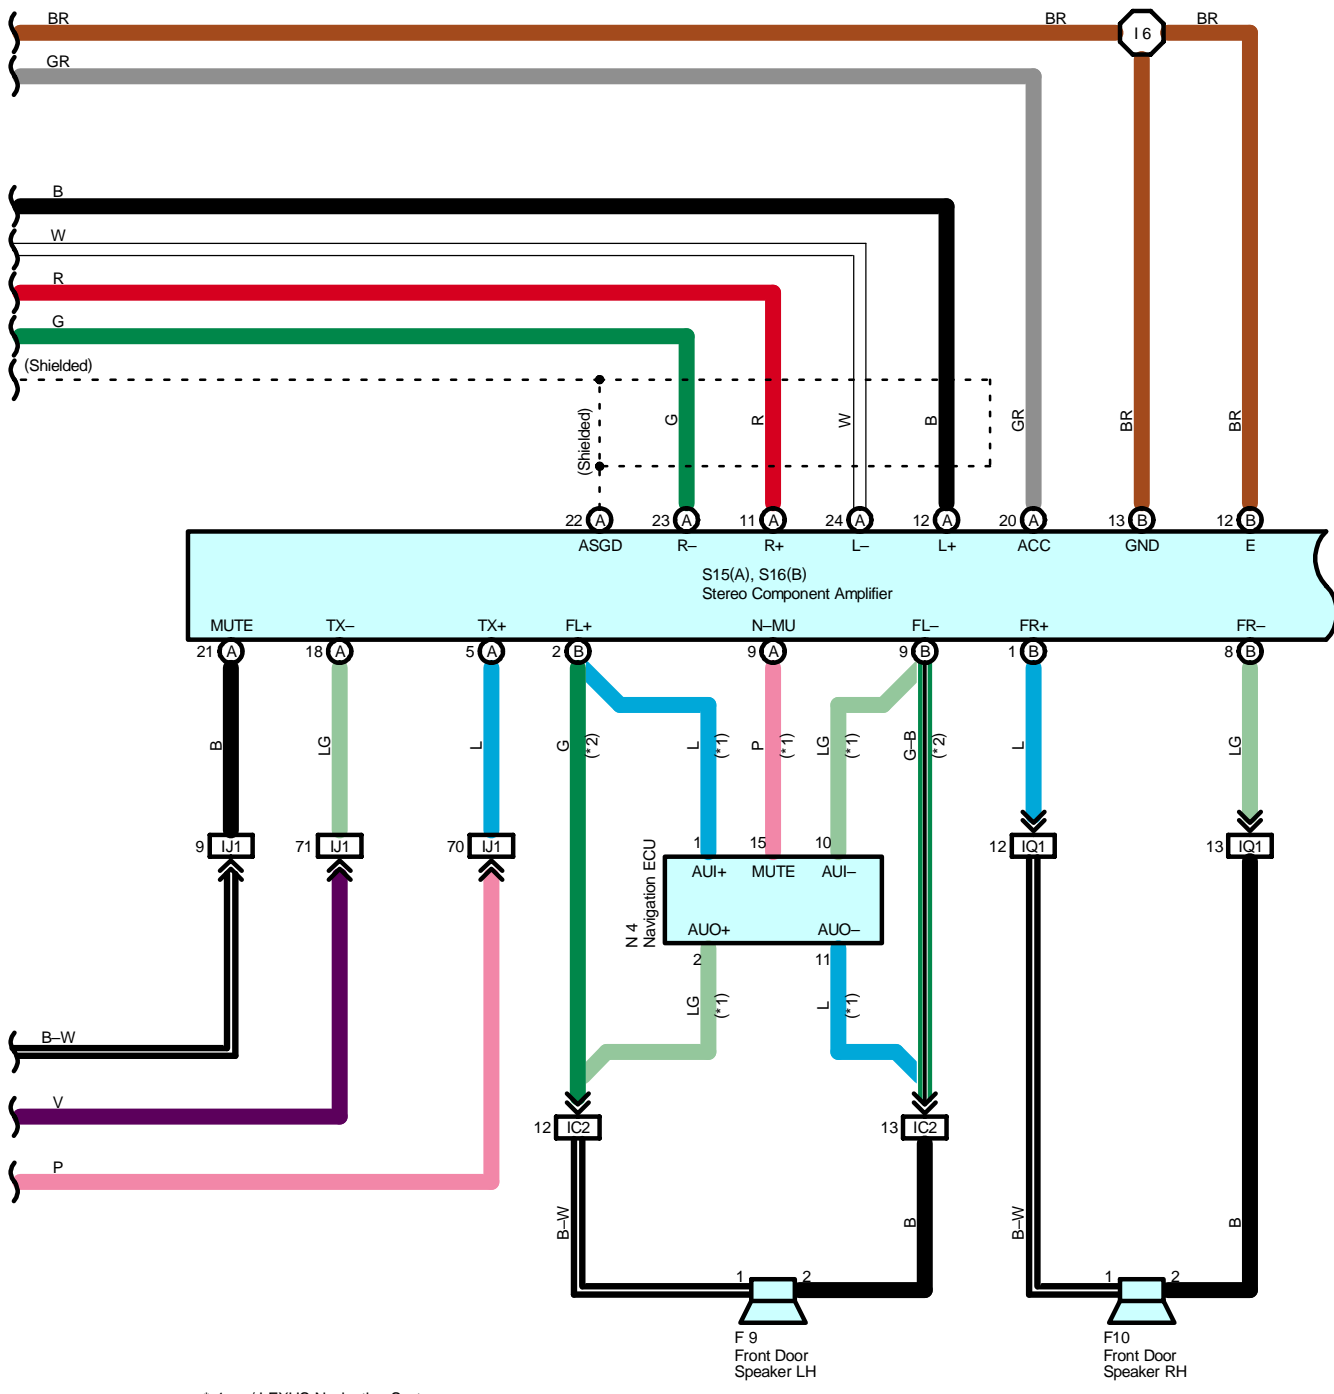 BR BR BR
I 6
GR
B
W
R
G
(Shielded)
(Shielded) G R W B GR BR BR
22 A 23 A 11 A 24 A 12 A 20 A 13 B 12 B
ASGD R– R+ L– L+ ACC GND E
S15(A), S16(B)
Stereo Component Amplifier
MUTE TX– TX+ FL+ N–MU FL– FR+ FR–
21 A 18 A 5 A 2 B 9 A 9 B 1 B 8 B
B LG L G (*2) L (*1) P (*1) LG (*1) G–B (*2) L LG
9 IJ1 71 IJ1 70 IJ1 1 15 10 12 IQ1 13 IQ1
AUI+ MUTE AUI–
N 4
Navigation ECU
AUO+ AUO–
2 11
LG (*1) L (*1)
B–W
V
12 IC2 13 IC2
P
B–W B B–W B
1 2 1 2
F 9
Front Door
Speaker LH
F10
Front Door
Speaker RH